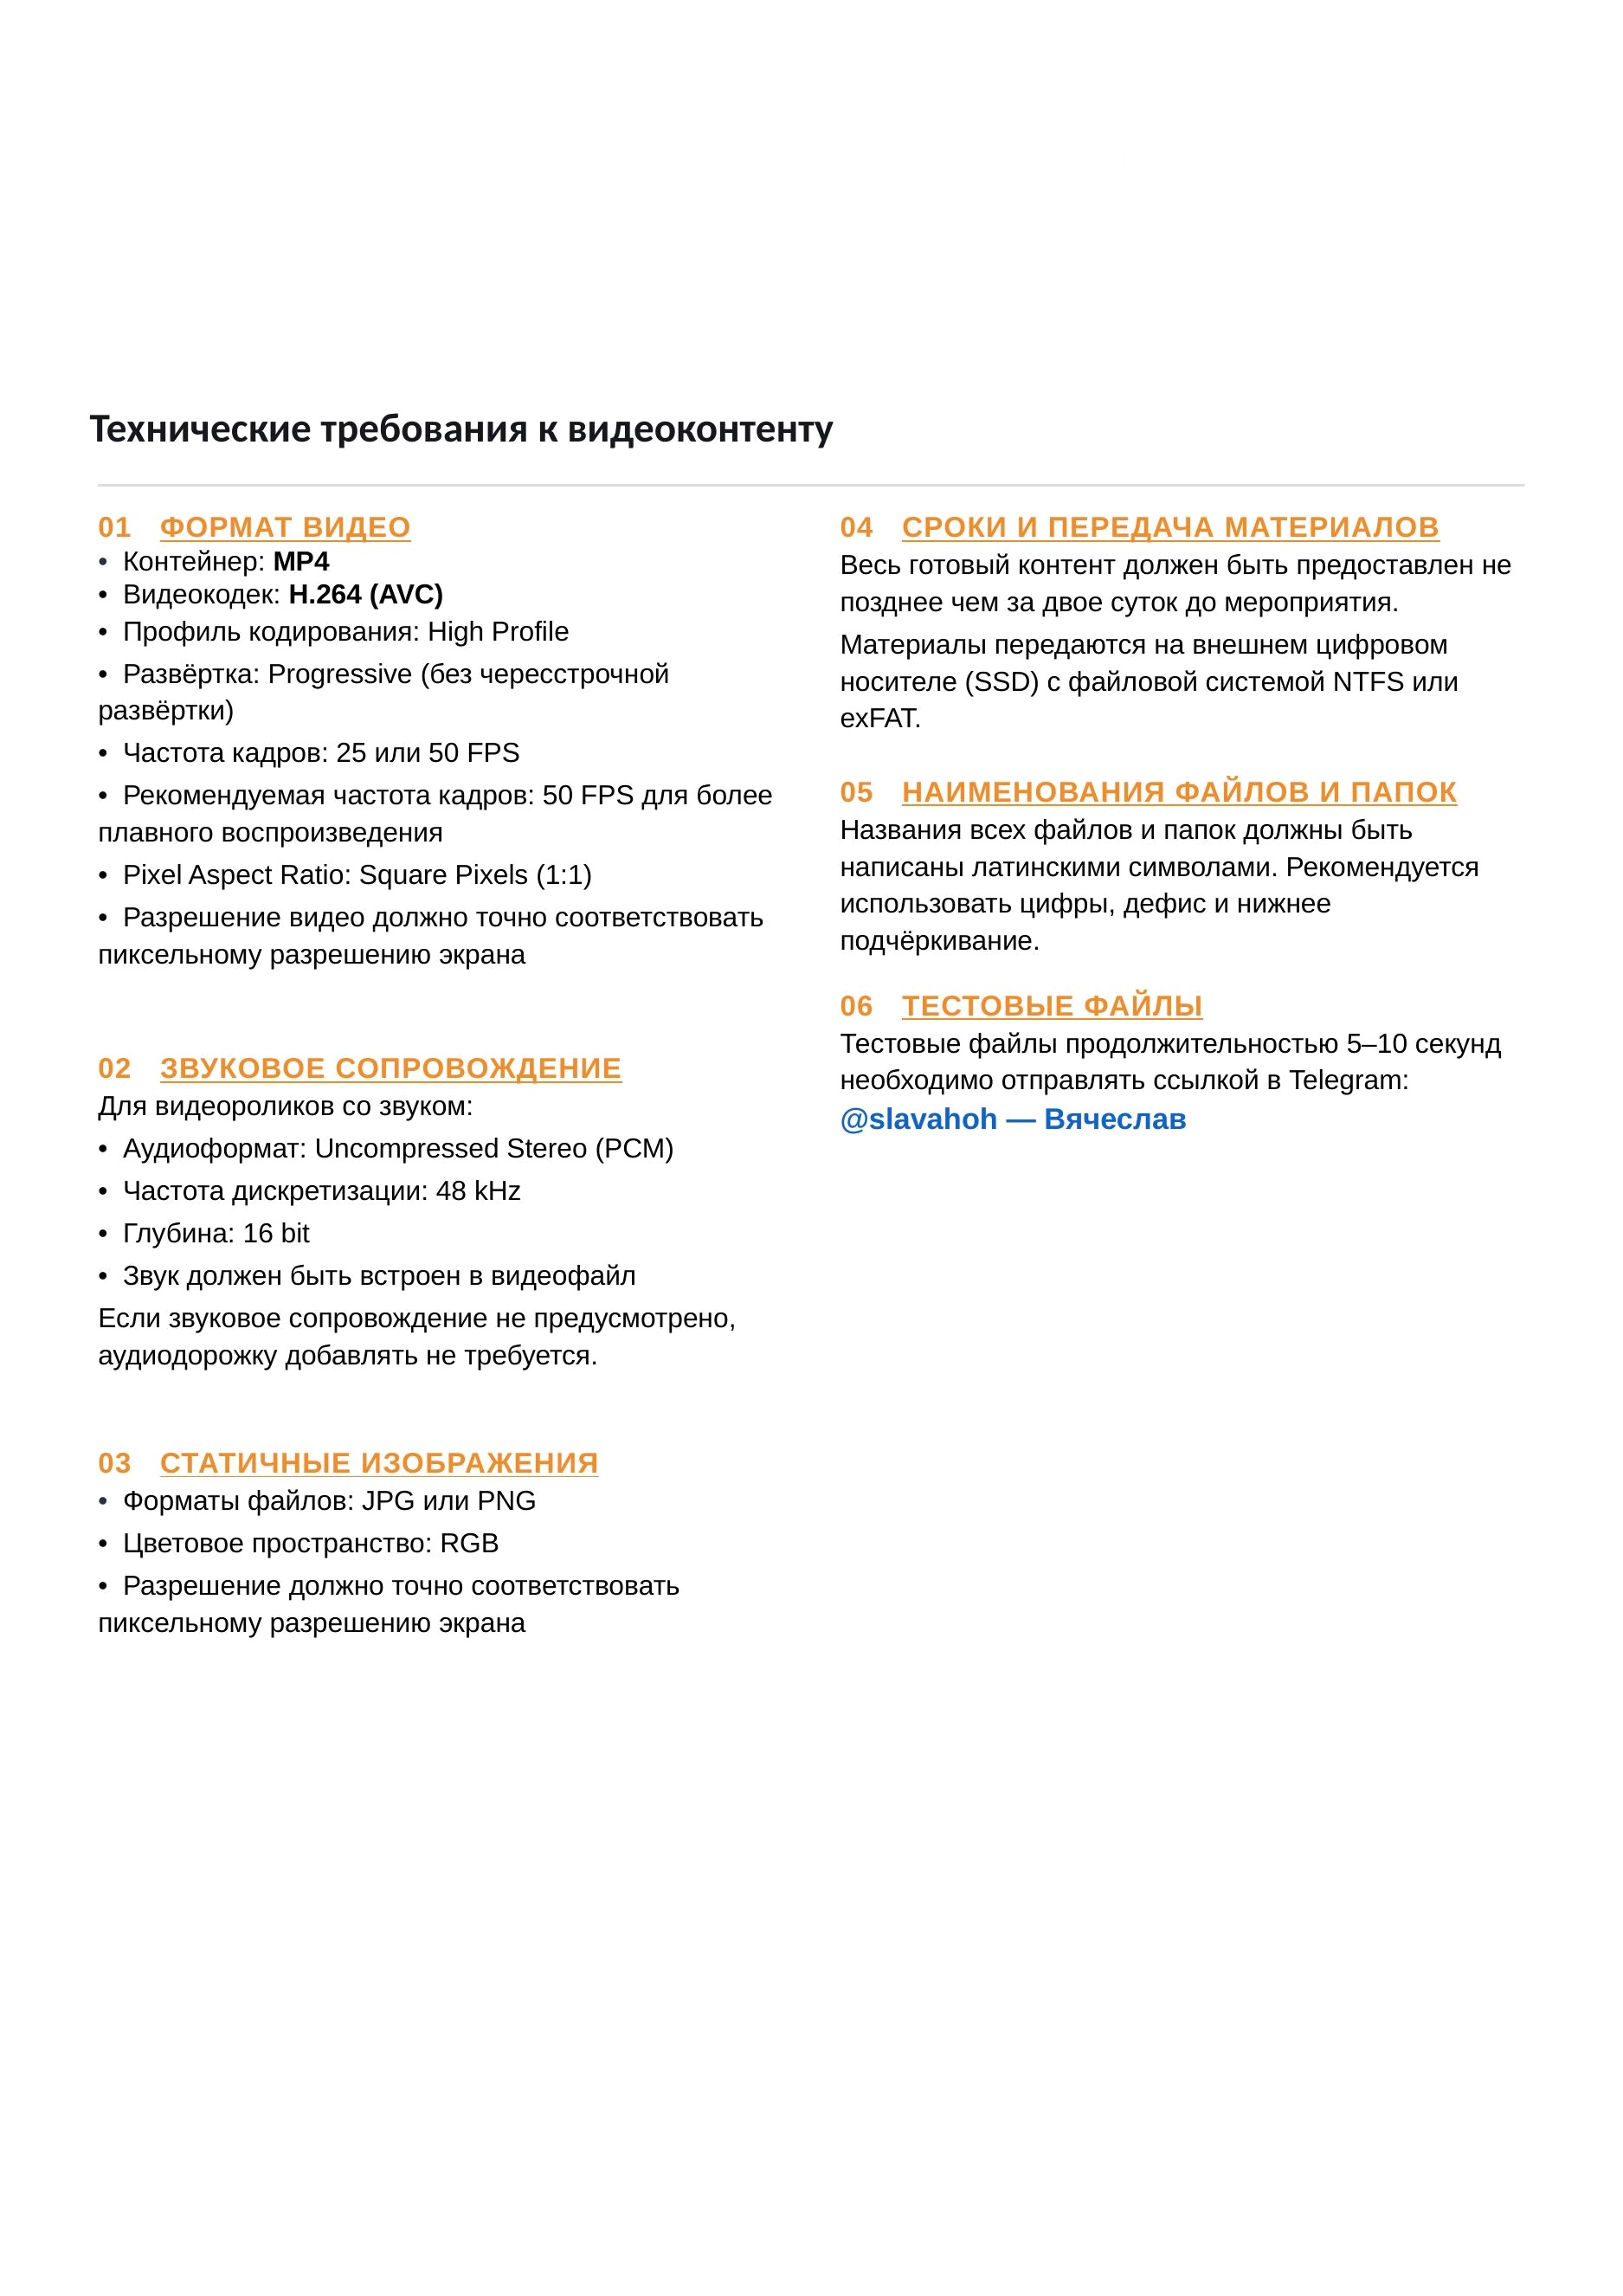 Технические требования к видеоконтенту
01 ФОРМАТ ВИДЕО
• Контейнер: MP4
• Видеокодек: H.264 (AVC)
• Профиль кодирования: High Profile
• Развёртка: Progressive (без чересстрочной
развёртки)
• Частота кадров: 25 или 50 FPS
• Рекомендуемая частота кадров: 50 FPS для более
плавного воспроизведения
• Pixel Aspect Ratio: Square Pixels (1:1)
• Разрешение видео должно точно соответствовать
пиксельному разрешению экрана
02 ЗВУКОВОЕ СОПРОВОЖДЕНИЕ
Для видеороликов со звуком:
• Аудиоформат: Uncompressed Stereo (PCM)
• Частота дискретизации: 48 kHz
• Глубина: 16 bit
• Звук должен быть встроен в видеофайл
Если звуковое сопровождение не предусмотрено,
аудиодорожку добавлять не требуется.
03 СТАТИЧНЫЕ ИЗОБРАЖЕНИЯ
• Форматы файлов: JPG или PNG
• Цветовое пространство: RGB
• Разрешение должно точно соответствовать
пиксельному разрешению экрана
04 СРОКИ И ПЕРЕДАЧА МАТЕРИАЛОВ
Весь готовый контент должен быть предоставлен не
позднее чем за двое суток до мероприятия.
Материалы передаются на внешнем цифровом
носителе (SSD) с файловой системой NTFS или
exFAT.
05 НАИМЕНОВАНИЯ ФАЙЛОВ И ПАПОК
Названия всех файлов и папок должны быть
написаны латинскими символами. Рекомендуется
использовать цифры, дефис и нижнее
подчёркивание.
06 ТЕСТОВЫЕ ФАЙЛЫ
Тестовые файлы продолжительностью 5–10 секунд
необходимо отправлять ссылкой в Telegram:
@slavahoh — Вячеслав